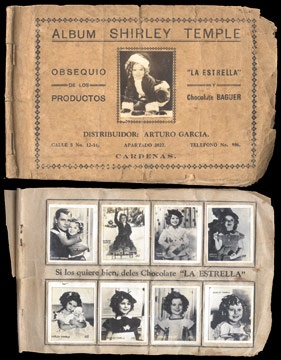 ALBUM SHIRLEY TEMPLE
OBSEQUIO
DE LOS
PRODUCTOS
"LA ESTRELLA"
Y
Chocolate BAGUER
DISTRIBUIDOR: ARTURO GARCIA.
APARTADO
TELEFONO No.
CARDENAS.
Si los quiere bien, deles Chocolate "LA ESTRELLA"